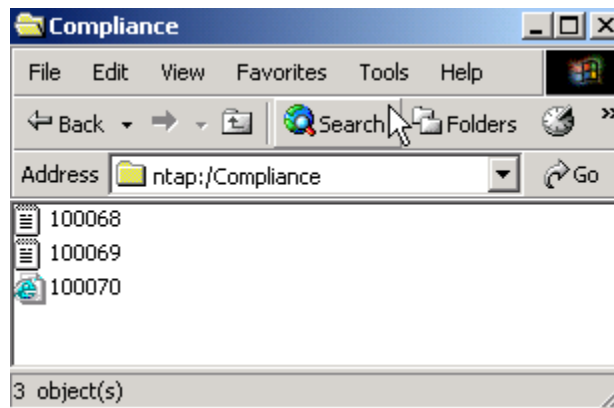 Compliance
File Edit View Favorites Tools Help
Back Search Folders »
Address ntap:/Compliance Go
100068
100069
100070
3 object(s)